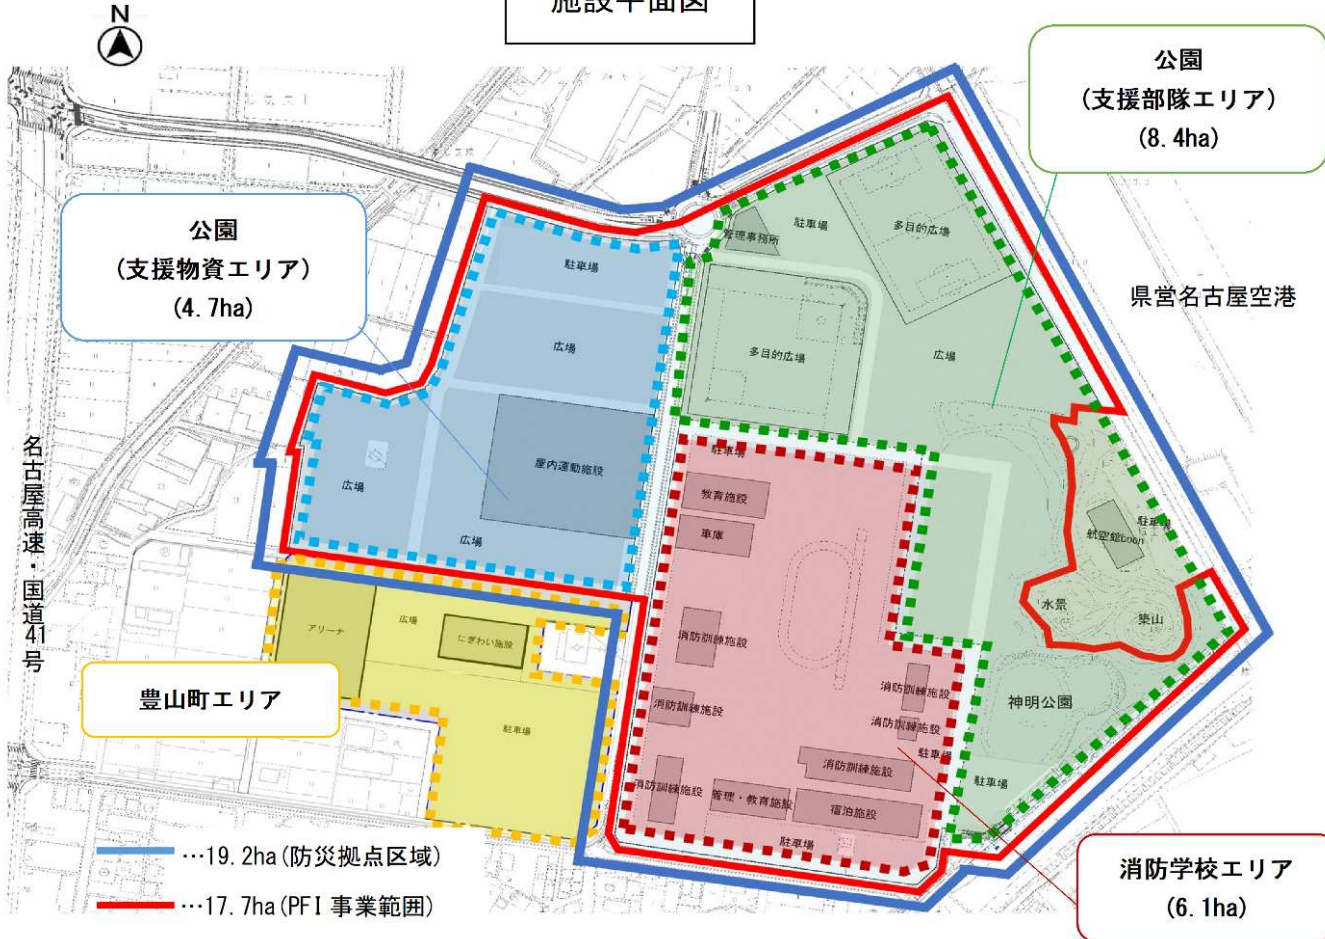 施設平面図
N
公園
(支援部隊エリア)
(8.4ha)
公園
(支援物資エリア)
(4.7ha)
県営名古屋空港
名古屋高速・国道41号
駐車場
広場
広場
屋内運動施設
広場
管理事務所
駐車場
多目的広場
多目的広場
広場
駐車場
教育施設
車庫
消防訓練施設
消防訓練施設
消防訓練施設
管理・教育施設
消防訓練施設
宿泊施設
駐車場
消防訓練施設
消防訓練施設
駐車場
駐車場
航空館boon
駐車場
水景
築山
神明公園
アリーナ
広場
にぎわい施設
駐車場
豊山町エリア
消防学校エリア
(6.1ha)
…19.2ha(防災拠点区域)
…17.7ha(PFI事業範囲)